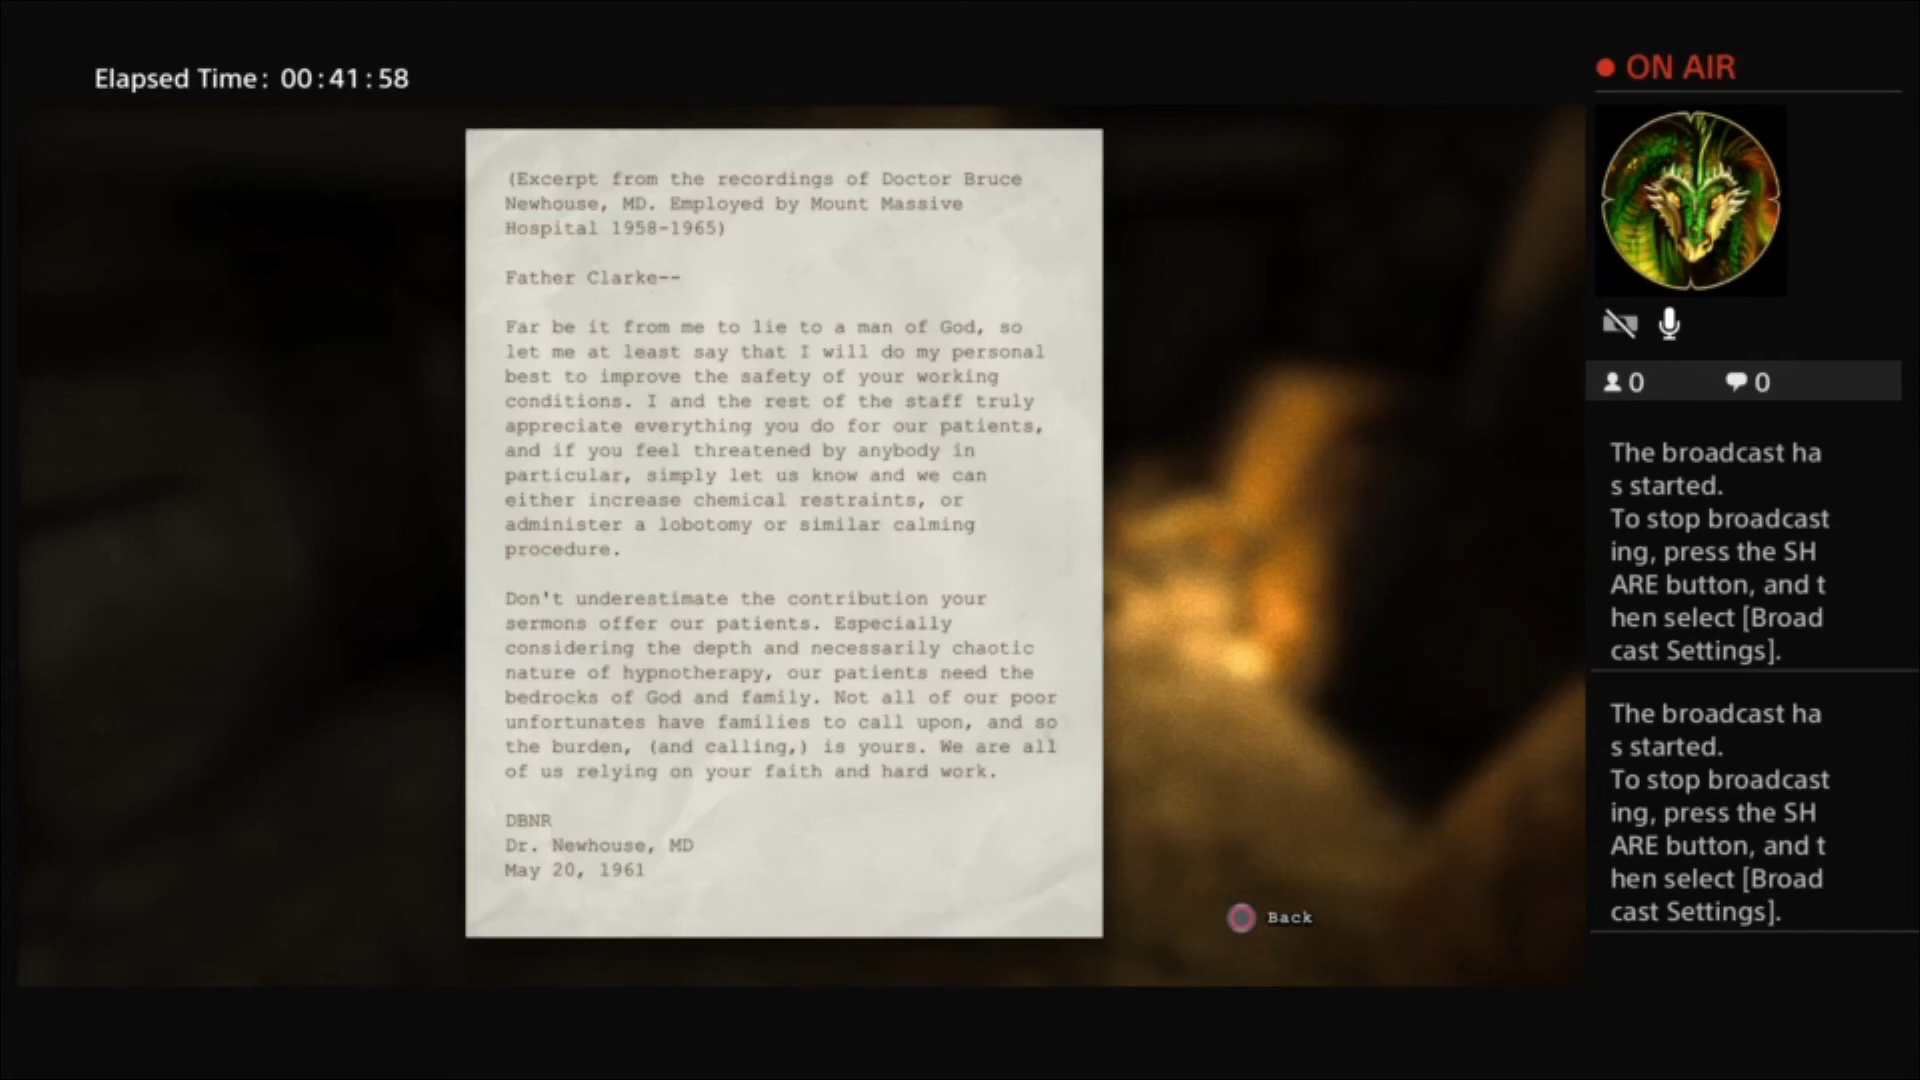 Elapsed Time: 00:41:58
(Excerpt from the recordings of Doctor Bruce
Newhouse, MD. Employed by Mount Massive
Hospital 1958-1965)
Father Clarke--
Far be it from me to lie to a man of God, so
let me at least say that I will do my personal
best to improve the safety of your working
conditions. I and the rest of the staff truly
appreciate everything you do for our patients,
and if you feel threatened by anybody in
particular, simply let us know and we can
either increase chemical restraints, or
administer a lobotomy or similar calming
procedure.
Don't underestimate the contribution your
sermons offer our patients. Especially
considering the depth and necessarily chaotic
nature of hypnotherapy, our patients need the
bedrocks of God and family. Not all of our poor
unfortunates have families to call upon, and so
the burden, (and calling,) is yours. We are all
of us relying on your faith and hard work.
DBNR
Dr. Newhouse, MD
May 20, 1961
Back
ON AIR
0 0
The broadcast ha
s started.
To stop broadcast
ing, press the SH
ARE button, and t
hen select [Broad
cast Settings].
The broadcast ha
s started.
To stop broadcast
ing, press the SH
ARE button, and t
hen select [Broad
cast Settings].